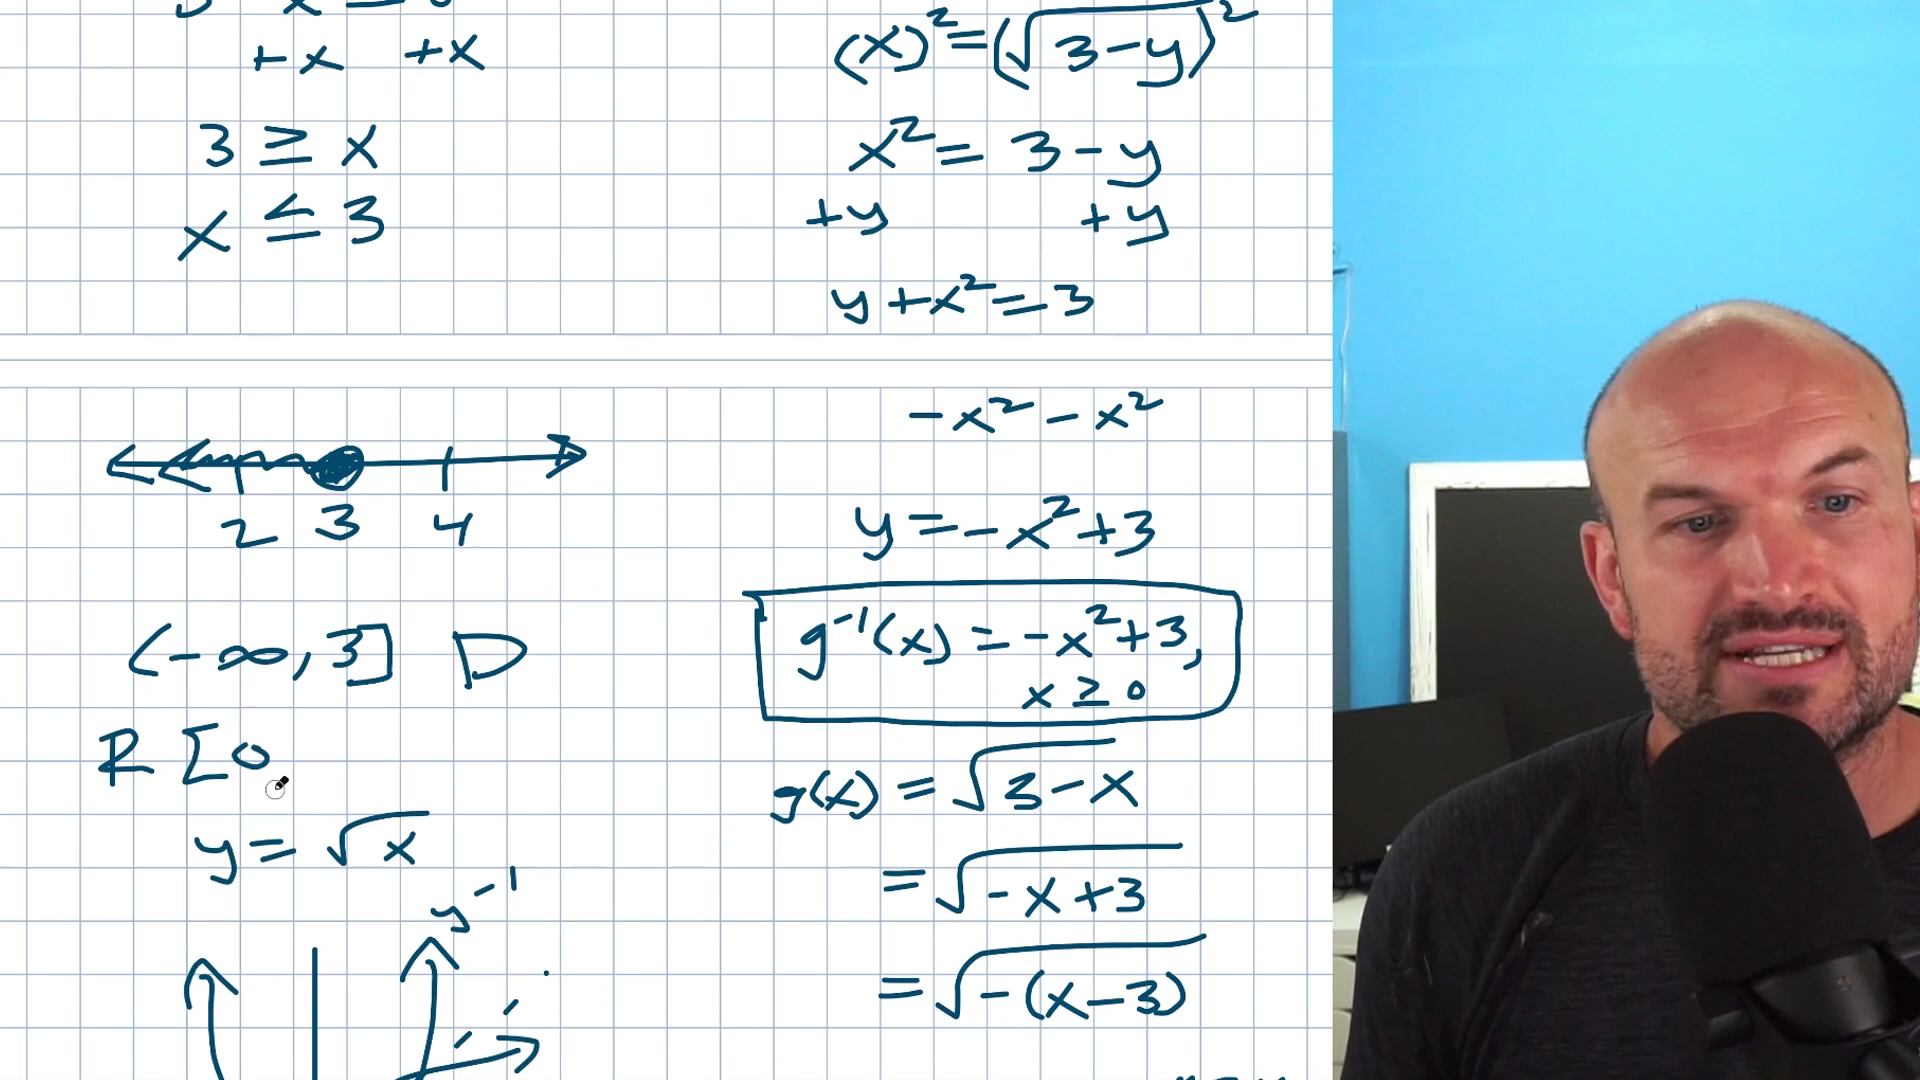 +x +x
3 ≥ x
x ≤ 3
2 3 4
(-∞, 3] D
R [0
y = √x
y⁻¹
(x)² = (√3-y)²
x² = 3 - y
+y +y
y + x² = 3
-x² - x²
y = -x² + 3
g⁻¹(x) = -x² + 3,
x ≥ 0
g(x) = √3-x
= √-x+3
= √-(x-3)